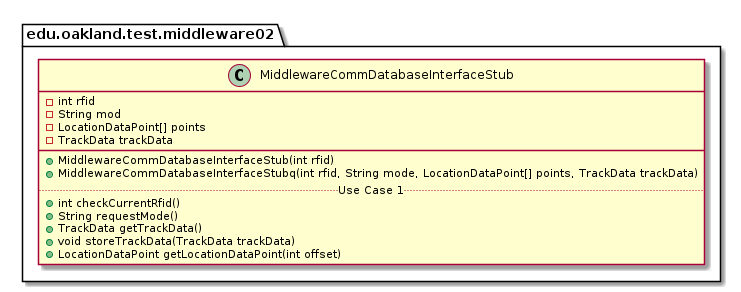 edu.oakland.test.middleware02
C MiddlewareCommDatabaseInterfaceStub
int rfid
String mod
LocationDataPoint[] points
TrackData trackData
MiddlewareCommDatabaseInterfaceStub(int rfid)
MiddlewareCommDatabaseInterfaceStubq(int rfid, String mode, LocationDataPoint[] points, TrackData trackData)
Use Case 1
int checkCurrentRfid()
String requestMode()
TrackData getTrackData()
void storeTrackData(TrackData trackData)
LocationDataPoint getLocationDataPoint(int offset)